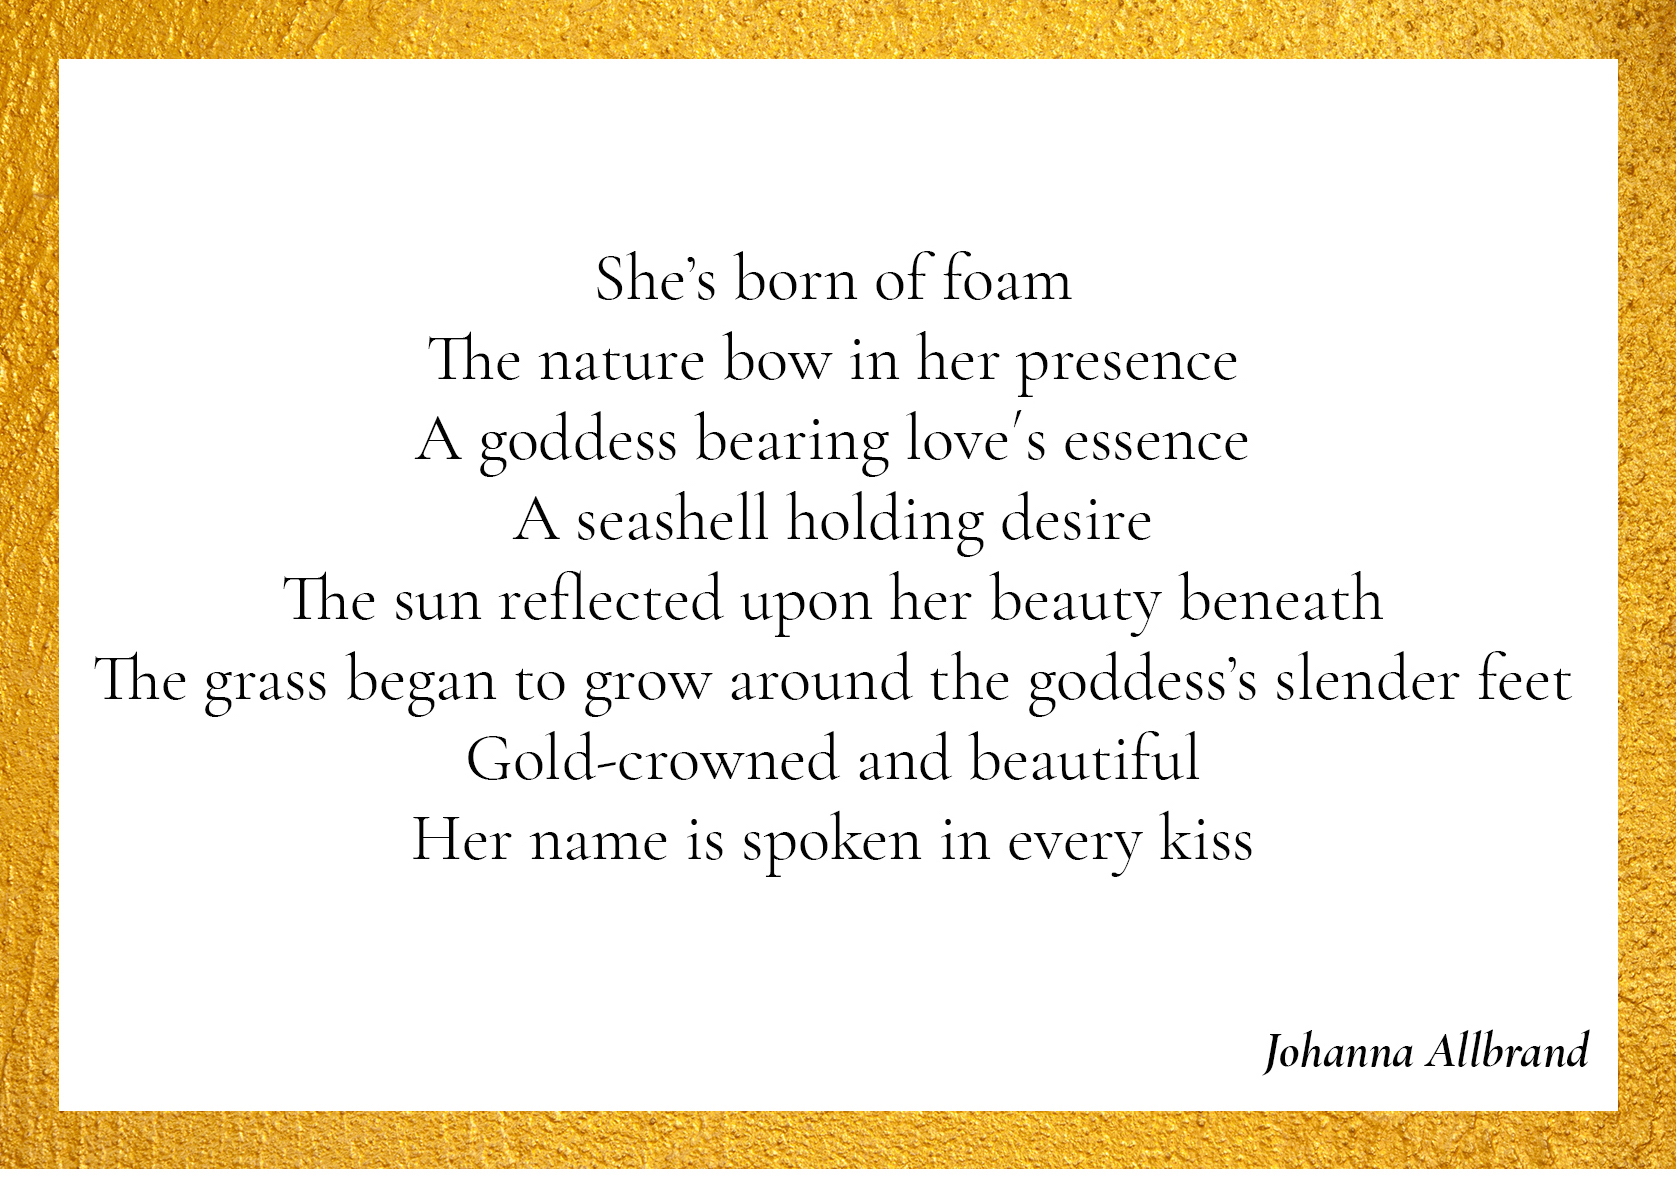 She’s born of foam
The nature bow in her presence
A goddess bearing love´s essence
A seashell holding desire
The sun reflected upon her beauty beneath
The grass began to grow around the goddess’s slender feet
Gold-crowned and beautiful
Her name is spoken in every kiss
Johanna Allbrand